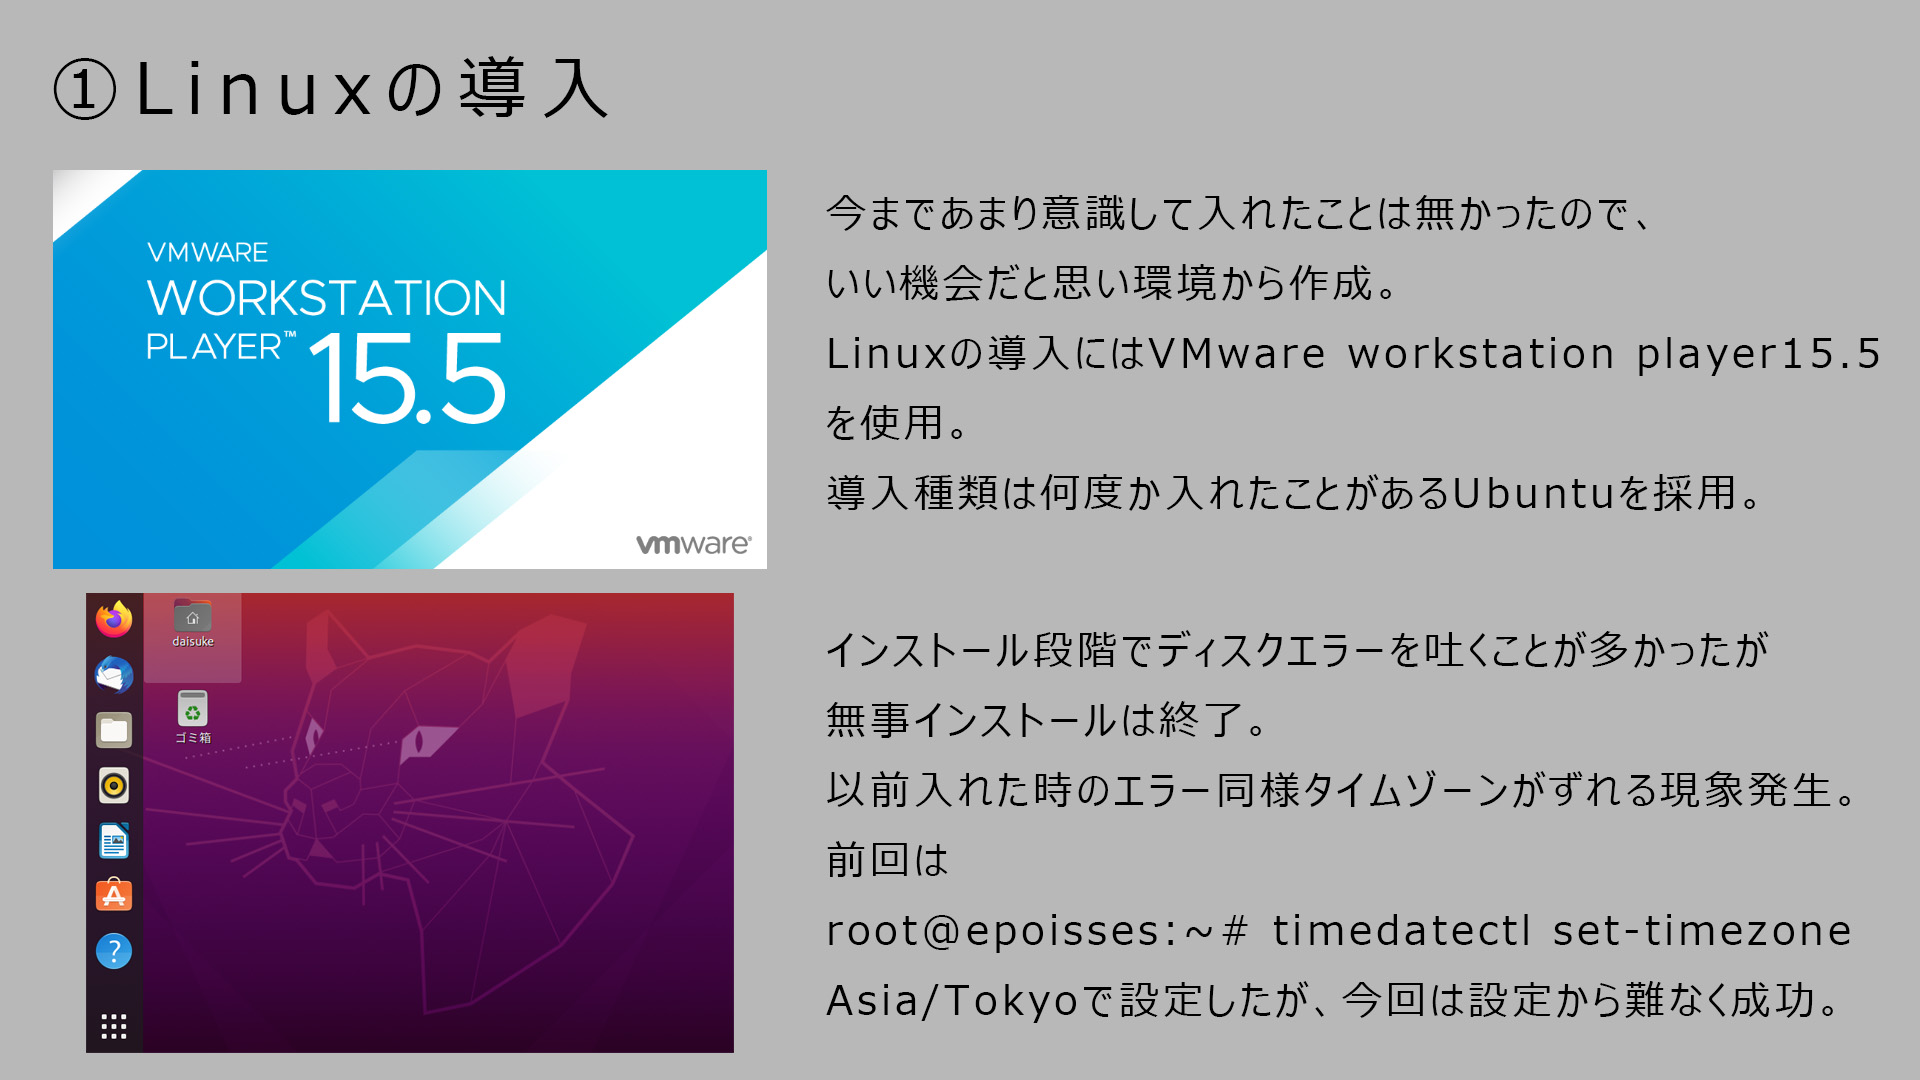 ①Linuxの導入
VMWARE
WORKSTATION
PLAYER™ 15.5
vmware®
daisuke
ゴミ箱
今まであまり意識して入れたことは無かったので、
いい機会だと思い環境から作成。
Linuxの導入にはVMware workstation player15.5
を使用。
導入種類は何度か入れたことがあるUbuntuを採用。
インストール段階でディスクエラーを吐くことが多かったが
無事インストールは終了。
以前入れた時のエラー同様タイムゾーンがずれる現象発生。
前回は
root@epoisses:~# timedatectl set-timezone
Asia/Tokyoで設定したが、今回は設定から難なく成功。